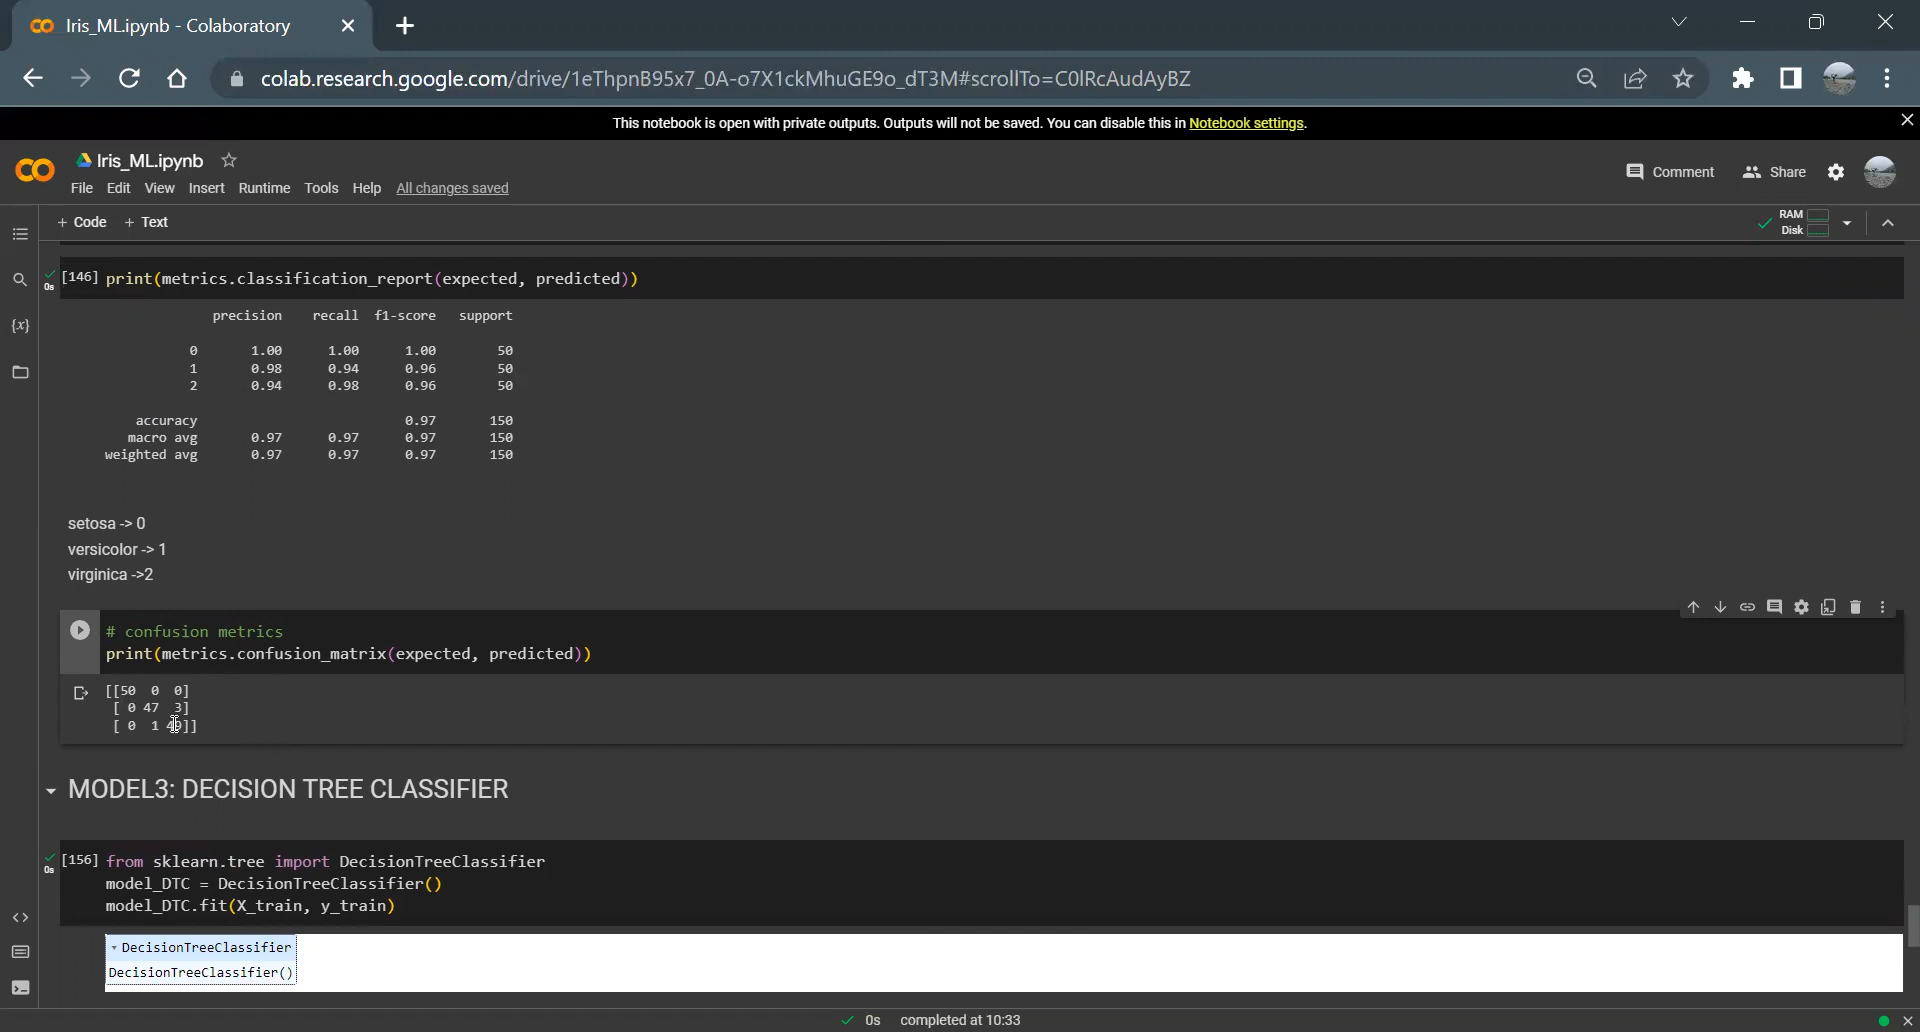 Iris_ML.ipynb - Colaboratory
colab.research.google.com/drive/1eThpnB95x7_0A-o7X1ckMhuGE9o_dT3M#scrollTo=C0lRcAudAyBZ
This notebook is open with private outputs. Outputs will not be saved. You can disable this in Notebook settings.
Iris_ML.ipynb
File Edit View Insert Runtime Tools Help All changes saved
Comment Share
+ Code + Text
RAM
Disk
[146] print(metrics.classification_report(expected, predicted))
0s
precision recall f1-score support
0 1.00 1.00 1.00 50
1 0.98 0.94 0.96 50
2 0.94 0.98 0.96 50
accuracy 0.97 150
macro avg 0.97 0.97 0.97 150
weighted avg 0.97 0.97 0.97 150
setosa -> 0
versicolor -> 1
virginica ->2
# confusion metrics
print(metrics.confusion_matrix(expected, predicted))
[[50 0 0]
[ 0 47 3]
[ 0 1 49]]
MODEL3: DECISION TREE CLASSIFIER
[156] from sklearn.tree import DecisionTreeClassifier
0s
model_DTC = DecisionTreeClassifier()
model_DTC.fit(X_train, y_train)
DecisionTreeClassifier
DecisionTreeClassifier()
0s completed at 10:33